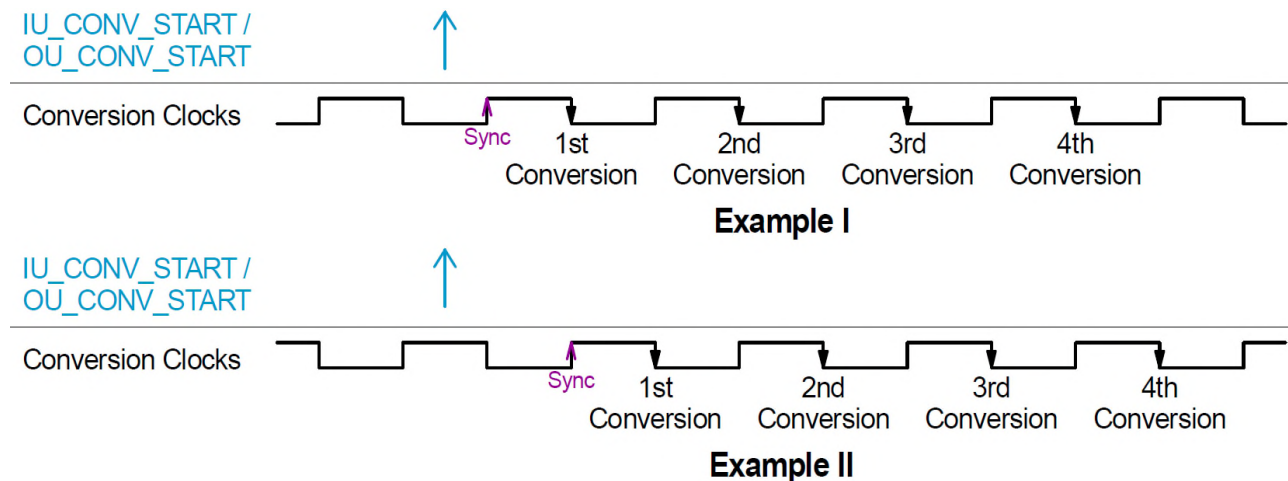 IU_CONV_START /
OU_CONV_START
Conversion Clocks
Sync
1st
Conversion
2nd
Conversion
3rd
Conversion
4th
Conversion
Example I
IU_CONV_START /
OU_CONV_START
Conversion Clocks
Sync
1st
Conversion
2nd
Conversion
3rd
Conversion
4th
Conversion
Example II